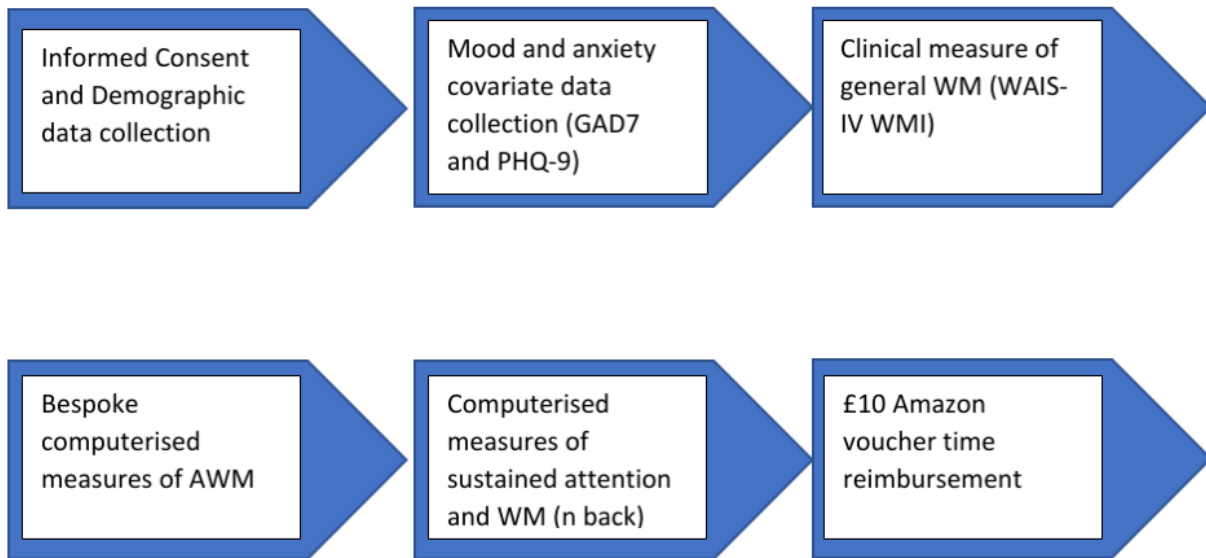 Informed Consent
and Demographic
data collection
Mood and anxiety
covariate data
collection (GAD7
and PHQ-9)
Clinical measure of
general WM (WAIS-
IV WMI)
Bespoke
computerised
measures of AWM
Computerised
measures of
sustained attention
and WM (n back)
£10 Amazon
voucher time
reimbursement